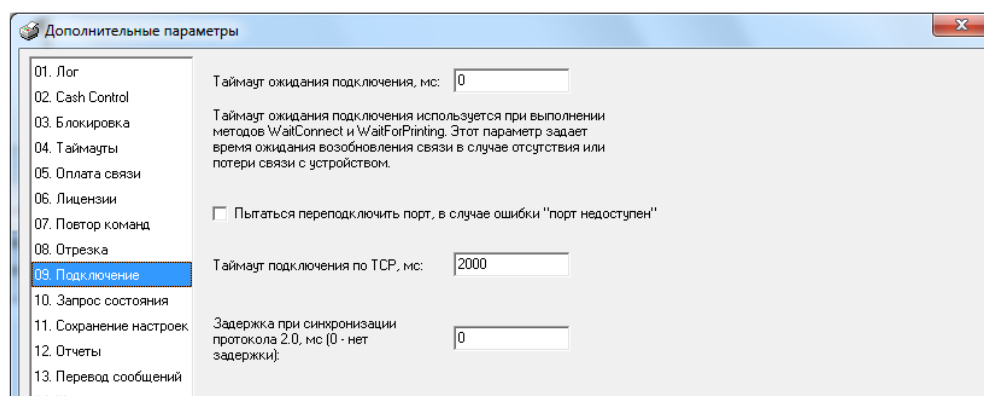 Дополнительные параметры
01. Лог
02. Cash Control
03. Блокировка
04. Таймауты
05. Оплата связи
06. Лицензии
07. Повтор команд
08. Отрезка
09. Подключение
10. Запрос состояния
11. Сохранение настроек
12. Отчеты
13. Перевод сообщений
Таймаут ожидания подключения, мс: 0
Таймаут ожидания подключения используется при выполнении
методов WaitConnect и WaitForPrinting. Этот параметр задает
время ожидания возобновления связи в случае отсутствия или
потери связи с устройством.
Пытаться переподключить порт, в случае ошибки "порт недоступен"
Таймаут подключения по TCP, мс: 2000
Задержка при синхронизации
протокола 2.0, мс (0 - нет 0
задержки):